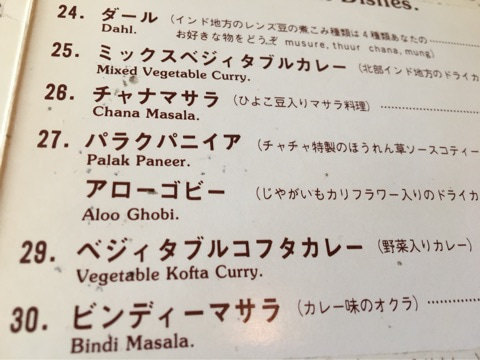 Dishes.
24. ダール (インド地方のレンズ豆の煮こみ種類は4種類あなたの
Dahl. お好きな物をどうぞ musure, thuur chana, mung)
25. ミックスベジィタブルカレー (北部インド地方のドライカ
Mixed Vegetable Curry.
26. チャナマサラ (ひよこ豆入りマサラ料理)
Chana Masala.
27. パラクパニイア (チャチャ特製のほうれん草ソースコティー
Palak Paneer.
アローゴビー (じやがいもカリフラワー入りのドライカ
Aloo Ghobi.
29. ベジィタブルコフタカレー (野菜入りカレー)
Vegetable Kofta Curry.
30. ビンディーマサラ (カレー味のオクラ)
Bindi Masala.